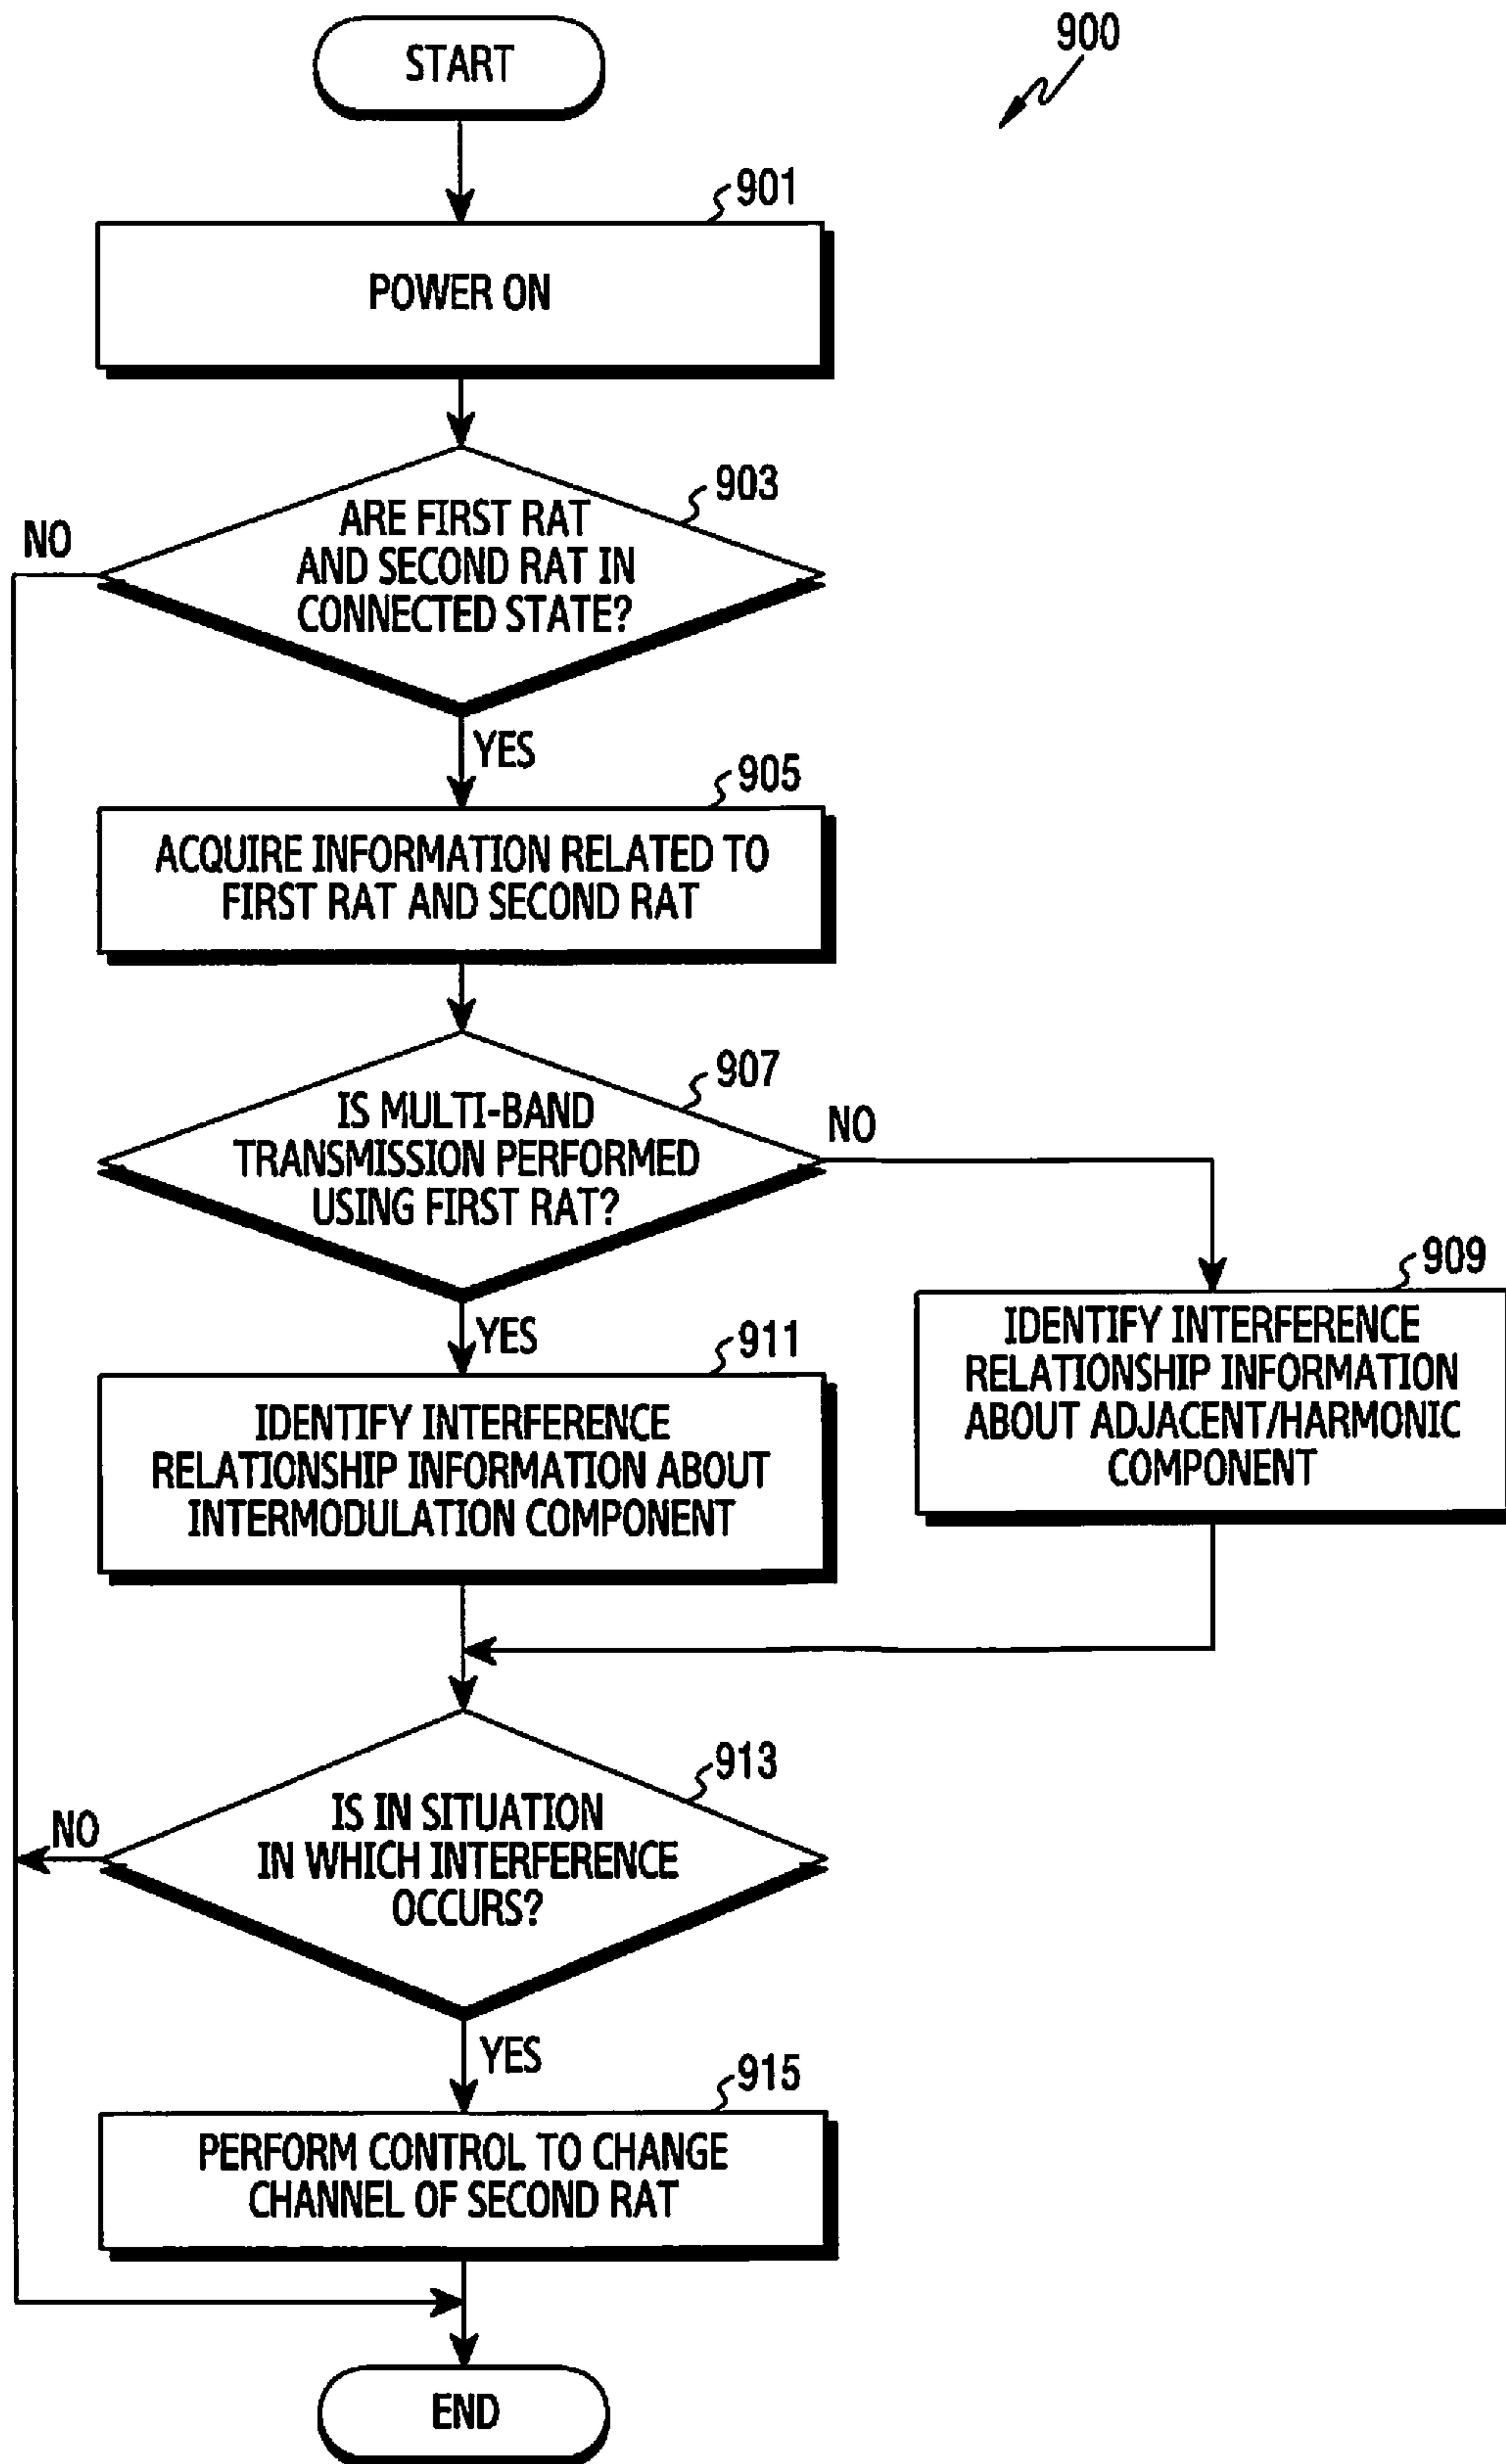 START
900
901
POWER ON
903
ARE FIRST RAT
AND SECOND RAT IN
CONNECTED STATE?
NO
YES
905
ACQUIRE INFORMATION RELATED TO
FIRST RAT AND SECOND RAT
907
IS MULTI-BAND
TRANSMISSION PERFORMED
USING FIRST RAT?
NO
YES
909
IDENTIFY INTERFERENCE
RELATIONSHIP INFORMATION
ABOUT ADJACENT/HARMONIC
COMPONENT
911
IDENTIFY INTERFERENCE
RELATIONSHIP INFORMATION ABOUT
INTERMODULATION COMPONENT
913
IS IN SITUATION
IN WHICH INTERFERENCE
OCCURS?
NO
YES
915
PERFORM CONTROL TO CHANGE
CHANNEL OF SECOND RAT
END